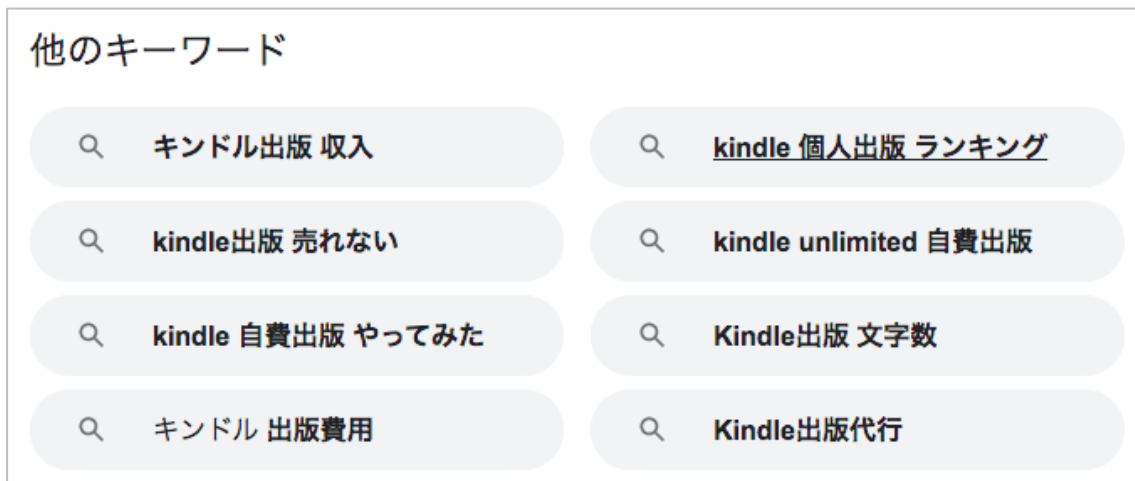 他のキーワード
キンドル出版 収入
kindle 個人出版 ランキング
kindle出版 売れない
kindle unlimited 自費出版
kindle 自費出版 やってみた
Kindle出版 文字数
キンドル 出版費用
Kindle出版代行